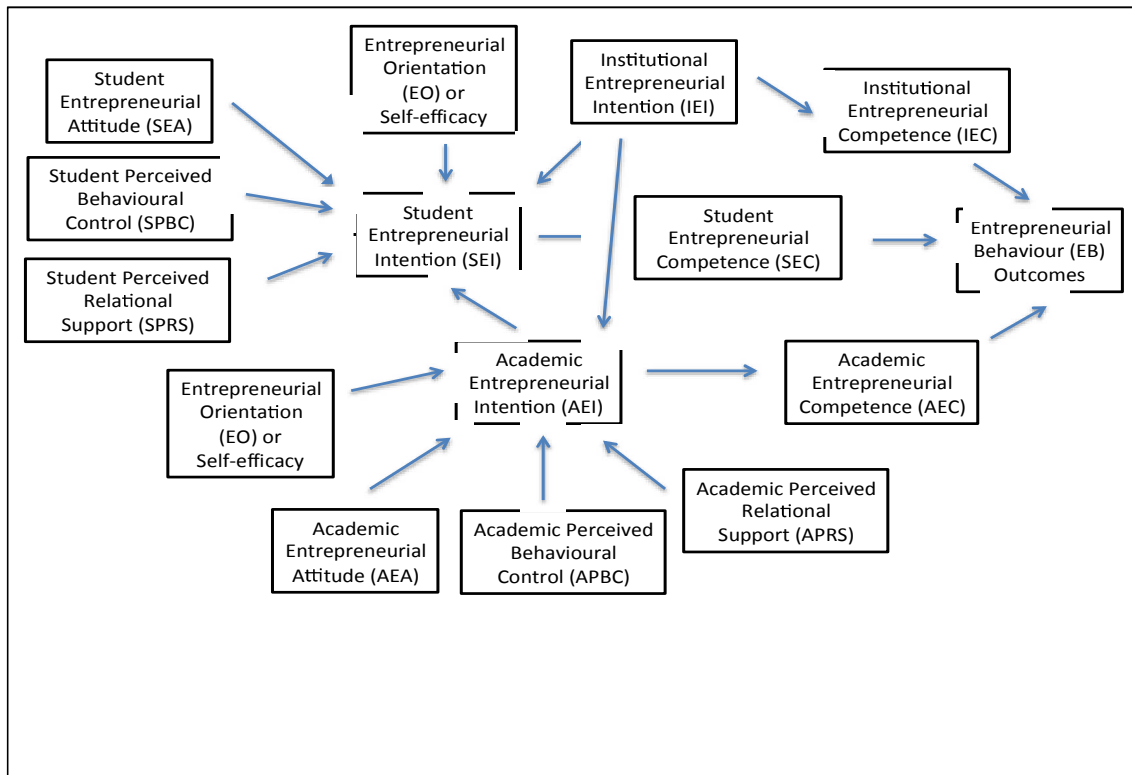 Student
Entrepreneurial
Attitude (SEA)
Entrepreneurial
Orientation
(EO) or
Self-efficacy
Institutional
Entrepreneurial
Intention (IEI)
Institutional
Entrepreneurial
Competence (IEC)
Student Perceived
Behavioural
Control (SPBC)
Student
Entrepreneurial
Intention (SEI)
Student
Entrepreneurial
Competence (SEC)
Entrepreneurial
Behaviour (EB)
Outcomes
Student Perceived
Relational
Support (SPRS)
Entrepreneurial
Orientation
(EO) or
Self-efficacy
Academic
Entrepreneurial
Intention (AEI)
Academic
Entrepreneurial
Competence (AEC)
Academic
Entrepreneurial
Attitude (AEA)
Academic Perceived
Behavioural
Control (APBC)
Academic Perceived
Relational
Support (APRS)